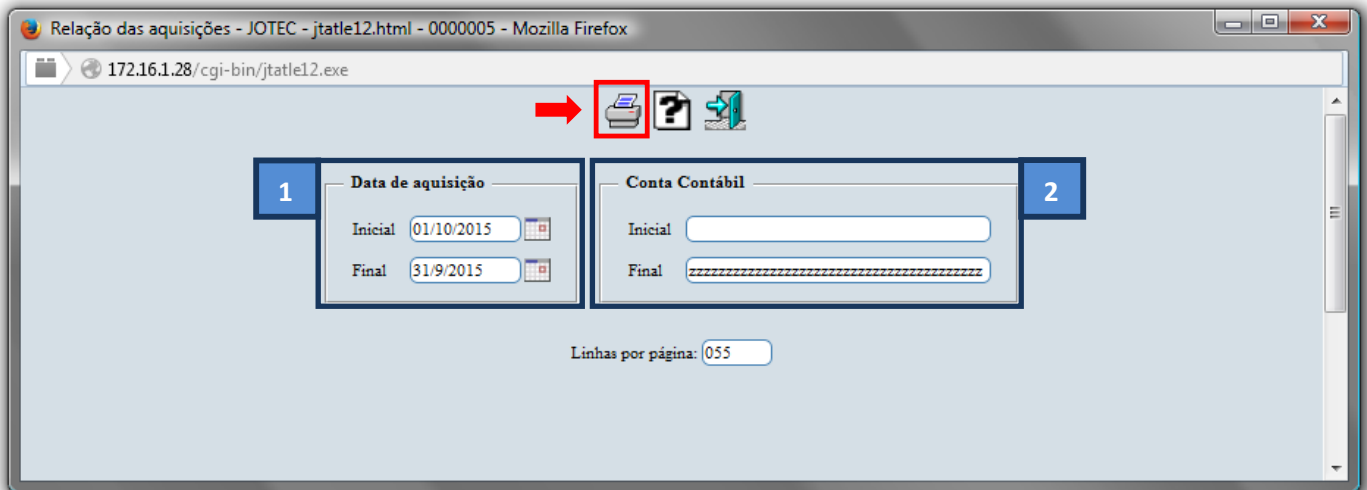 Relação das aquisições - JOTEC - jtatle12.html - 0000005 - Mozilla Firefox
172.16.1.28/cgi-bin/jtatle12.exe
1
Data de aquisição
Inicial 01/10/2015
Final 31/9/2015
Conta Contábil
2
Inicial
Final zzzzzzzzzzzzzzzzzzzzzzzzzzzzzzzzzzzzzzzz
Linhas por página: 055